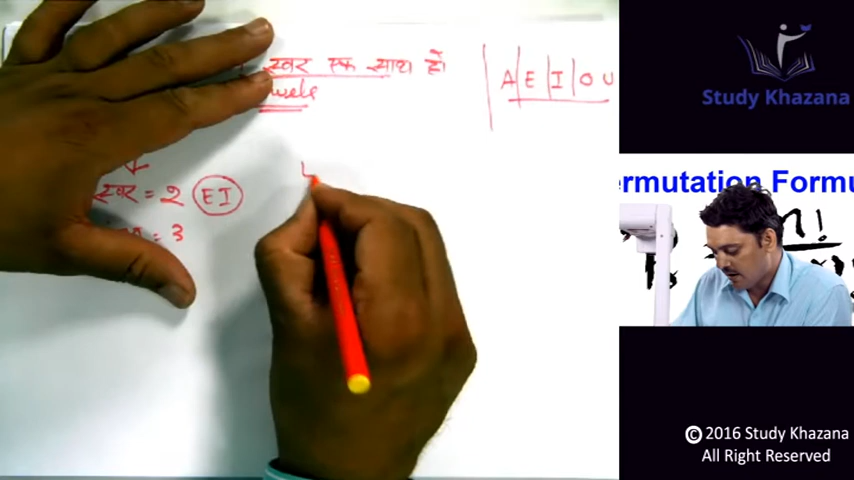 स्वर एक साथ हों
A E I O U
स्वर = 2 EI
= 3
Study Khazana
ermutation Formu
n!
© 2016 Study Khazana
All Right Reserved